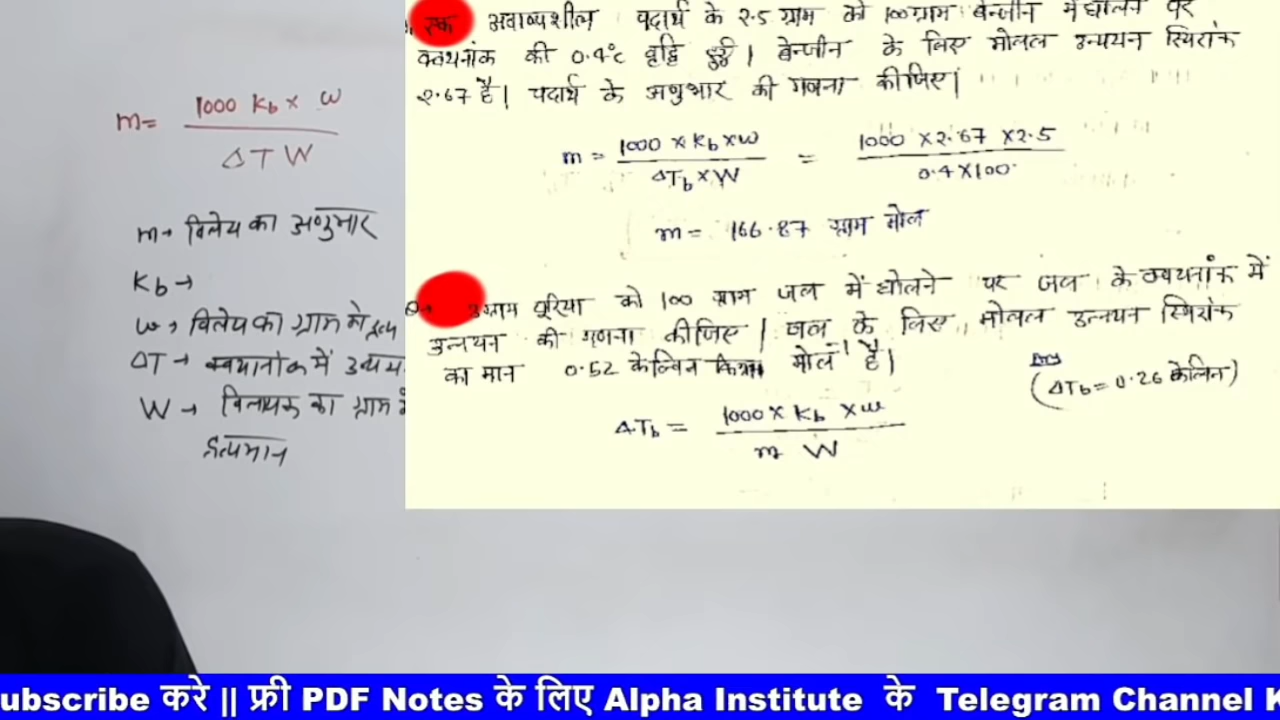 m = 1000 Kb x w
ΔT W
m → विलेय का अणुभार
Kb →
w → विलेय का ग्राम मे द्रव्य
ΔT → क्वथनांक में उन्नय
W → विलायक का ग्राम में
द्रव्यमान
एक अवाष्पशील पदार्थ के 2.5 ग्राम को 100 ग्राम बेन्जीन में घोलने पर
क्वथनांक की 0.4°c वृद्धि हुई। बेन्जीन के लिए मोलल उन्नयन स्थिरांक
2.67 है। पदार्थ के अणुभार की गणना कीजिए।
m = 1000 x Kb x w = 1000 x 2.67 x 2.5
ΔTb x W 0.4 X 100
m = 166.87 ग्राम मोल
ग्राम यूरिया को 100 ग्राम जल में घोलने पर जल के क्वथनांक में
उन्नयन की गणना कीजिए। जल के लिए मोलल उन्नयन स्थिरांक
का मान 0.52 केल्विन किग्रा मोल⁻¹ है।
Ans
(ΔTb = 0.26 केल्विन)
ΔTb = 1000 x Kb x w
m W
ubscribe करे || फ्री PDF Notes के लिए Alpha Institute के Telegram Channel K